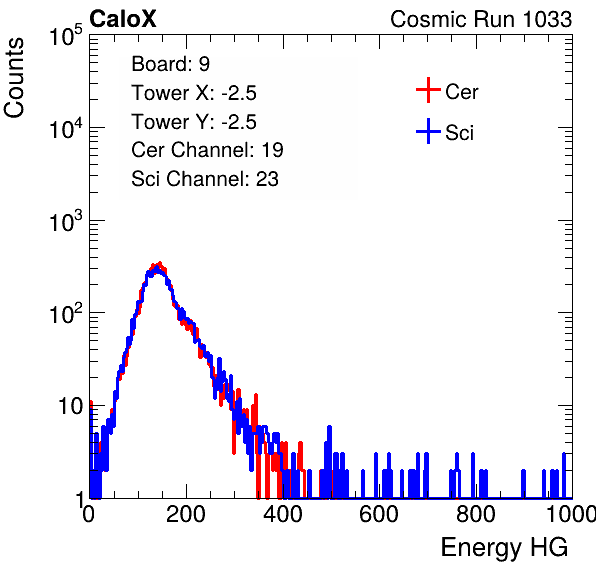 CaloX
Cosmic Run 1033
Counts
Board: 9
Tower X: -2.5
Tower Y: -2.5
Cer Channel: 19
Sci Channel: 23
Cer
Sci
10^5
10^4
10^3
10^2
10
1
0 200 400 600 800 1000
Energy HG